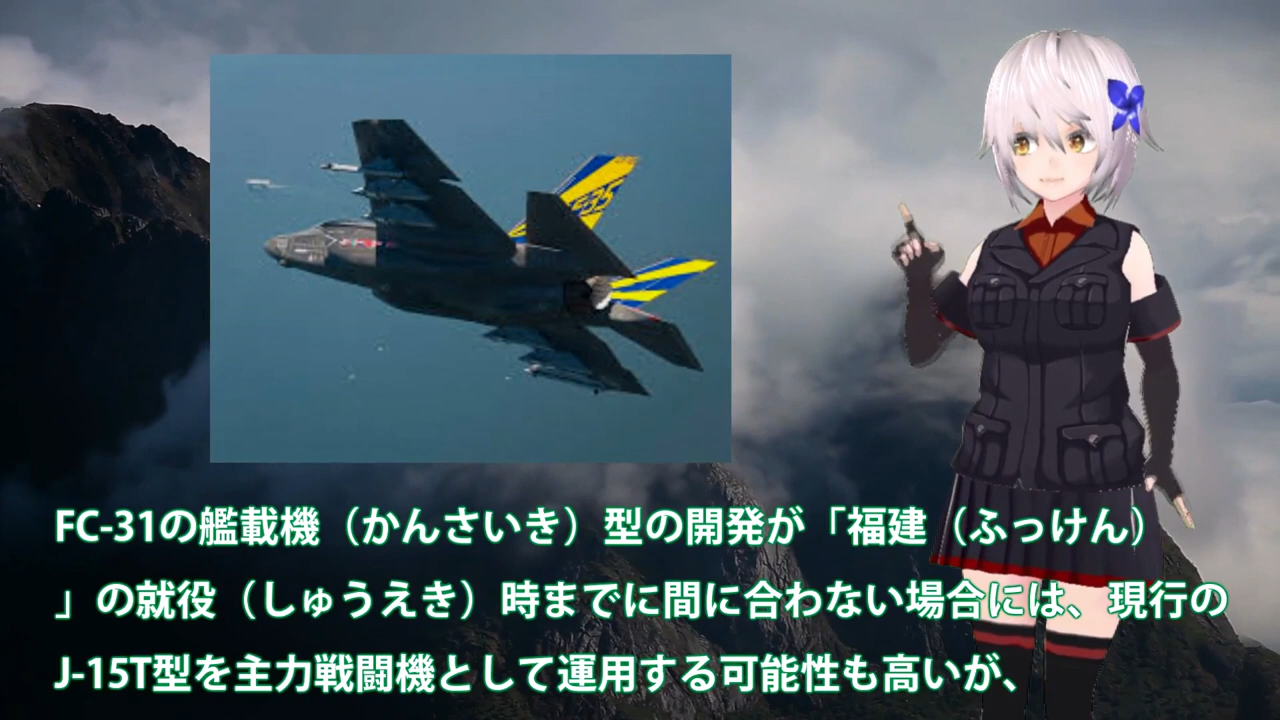 FC-31の艦載機（かんさいき）型の開発が「福建（ふっけん）
」の就役（しゅうえき）時までに間に合わない場合には、現行の
J-15T型を主力戦闘機として運用する可能性も高いが、